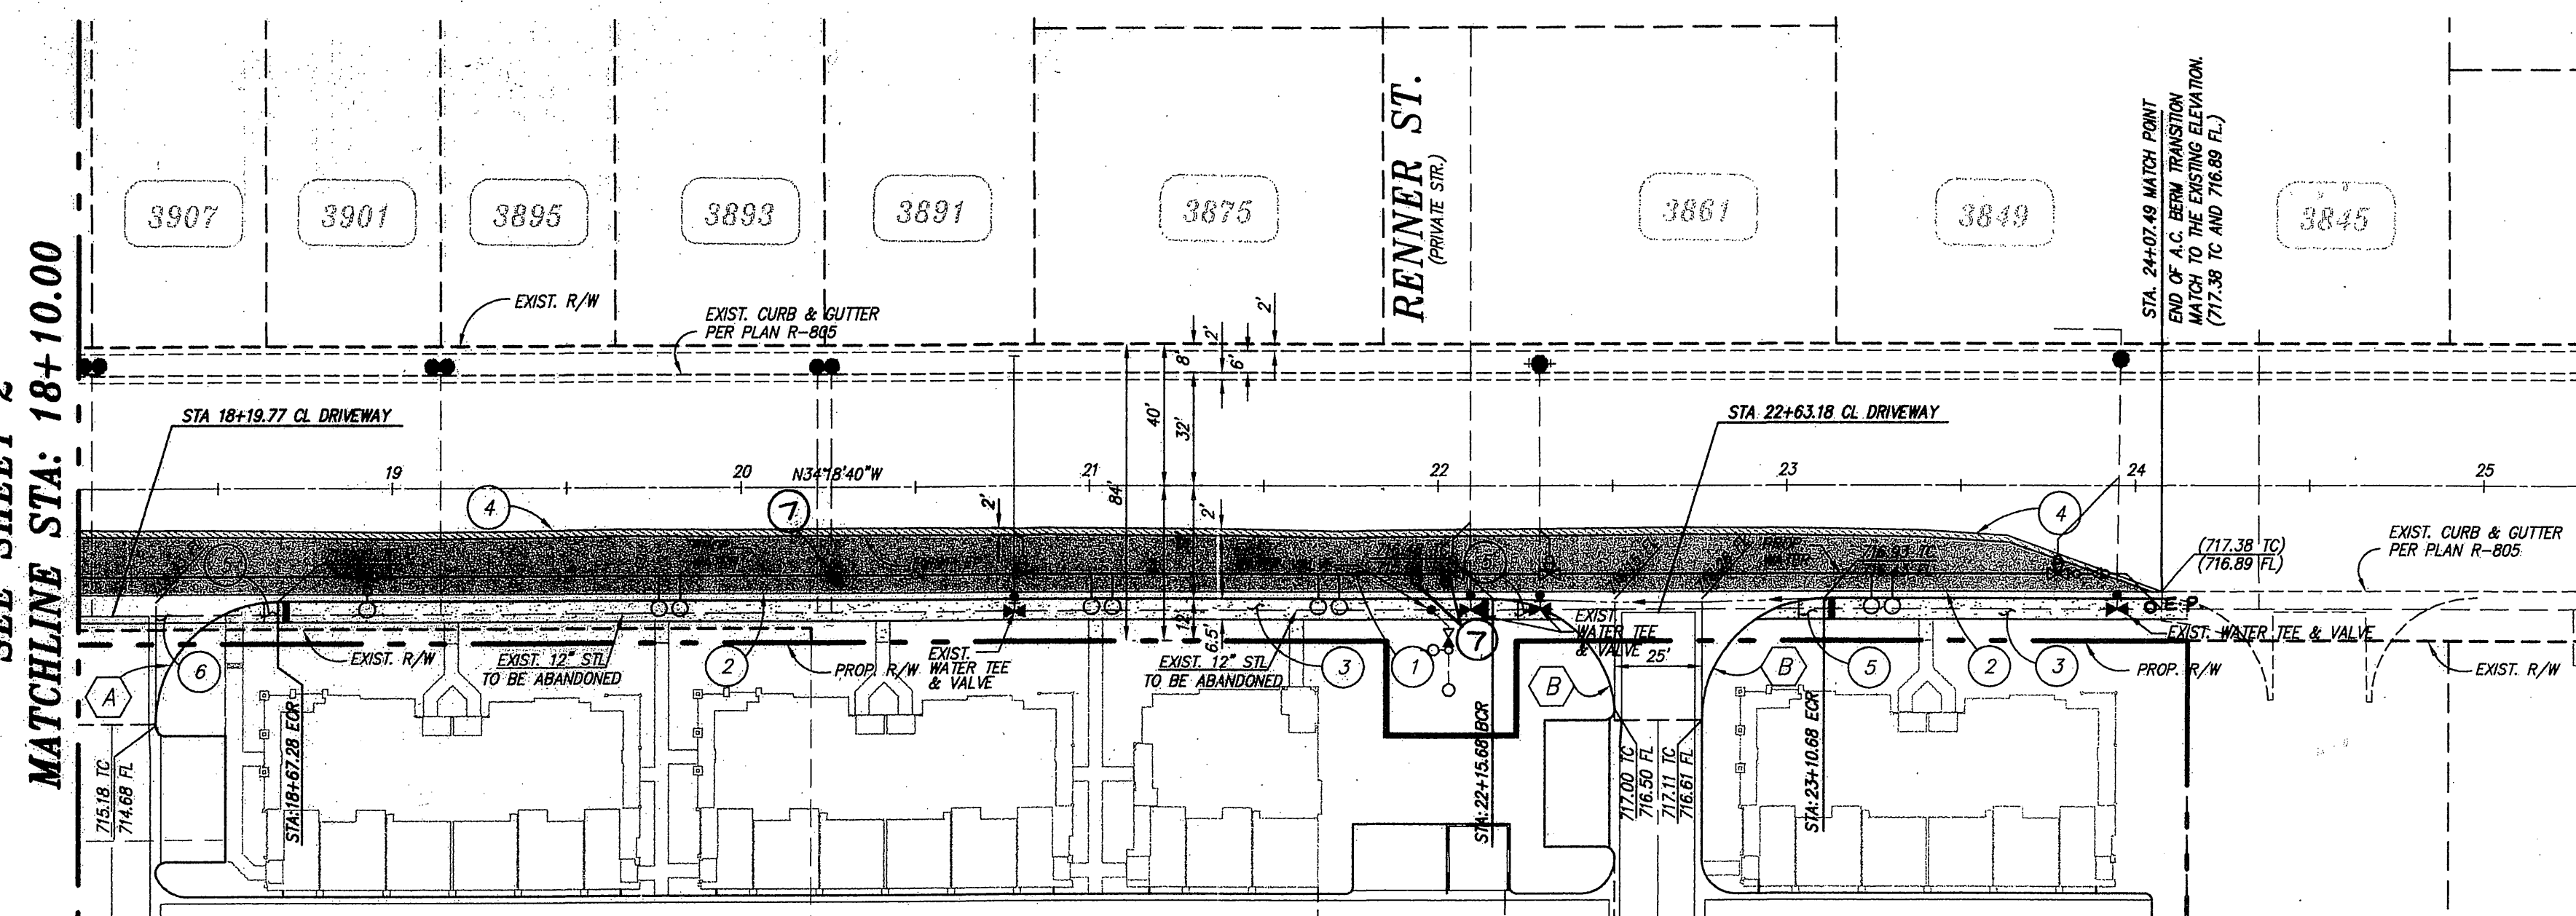 SEE SHEET 2
MATCHLINE STA: 18+10.00
3907
3901
3895
3893
3891
3875
3861
3849
3845
RENNER ST.
(PRIVATE STR.)
STA. 24+07.49 MATCH POINT
END OF A.C. BERM TRANSITION
MATCH TO THE EXISTING ELEVATION.
(717.38 TC AND 716.89 FL.)
EXIST. R/W
EXIST. CURB & GUTTER
PER PLAN R-805
2'
2'
8'
6'
40'
32'
84'
STA 18+19.77 CL DRIVEWAY
STA 22+63.18 CL DRIVEWAY
19
20
N34°18'40"W
21
22
23
24
25
4
7
2'
2'
4
5
5
716.93 TC
PROP.
WATER
(717.38 TC)
(716.89 FL)
EXIST. CURB & GUTTER
PER PLAN R-805
12'
6.5'
E P
A
6
EXIST. R/W
EXIST. 12" STL
TO BE ABANDONED
2
PROP. R/W
EXIST.
WATER TEE
& VALVE
EXIST. 12" STL
TO BE ABANDONED
3
1
7
EXIST.
WATER TEE
& VALVE
B
25'
B
5
2
3
EXIST. WATER TEE & VALVE
PROP. R/W
EXIST. R/W
715.18 TC
714.68 FL
STA:18+67.28 ECR
STA:22+15.68 BCR
717.00 TC
716.50 FL
717.11 TC
716.61 FL
STA:23+10.68 ECR